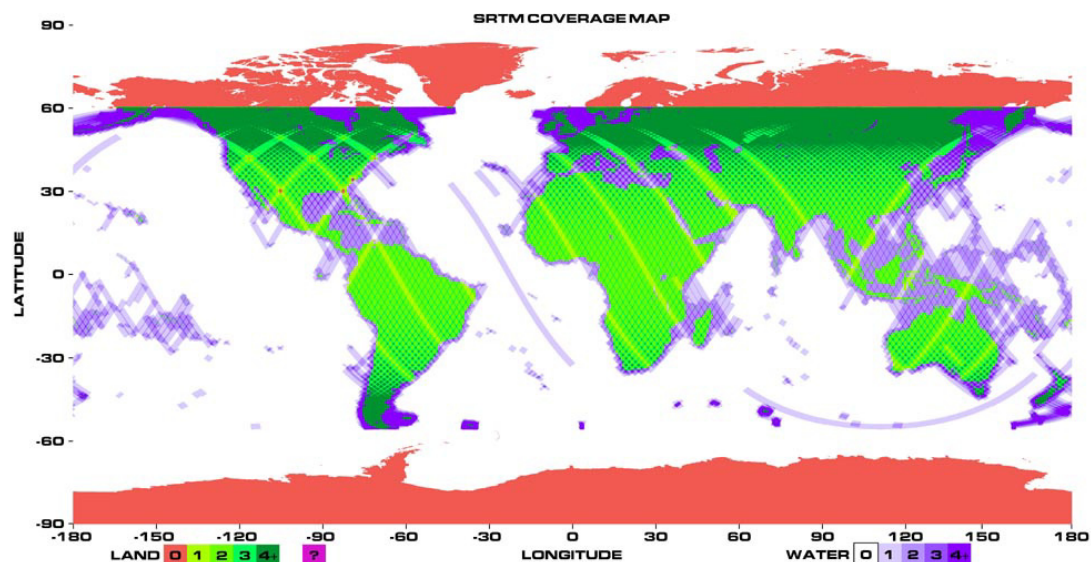 SRTM COVERAGE MAP
90
60
30
0
-30
-60
-90
LATITUDE
-180 -150 -120 -90 -60 -30 0 30 60 90 120 150 180
LAND 0 1 2 3 4+ ? LONGITUDE WATER 0 1 2 3 4+